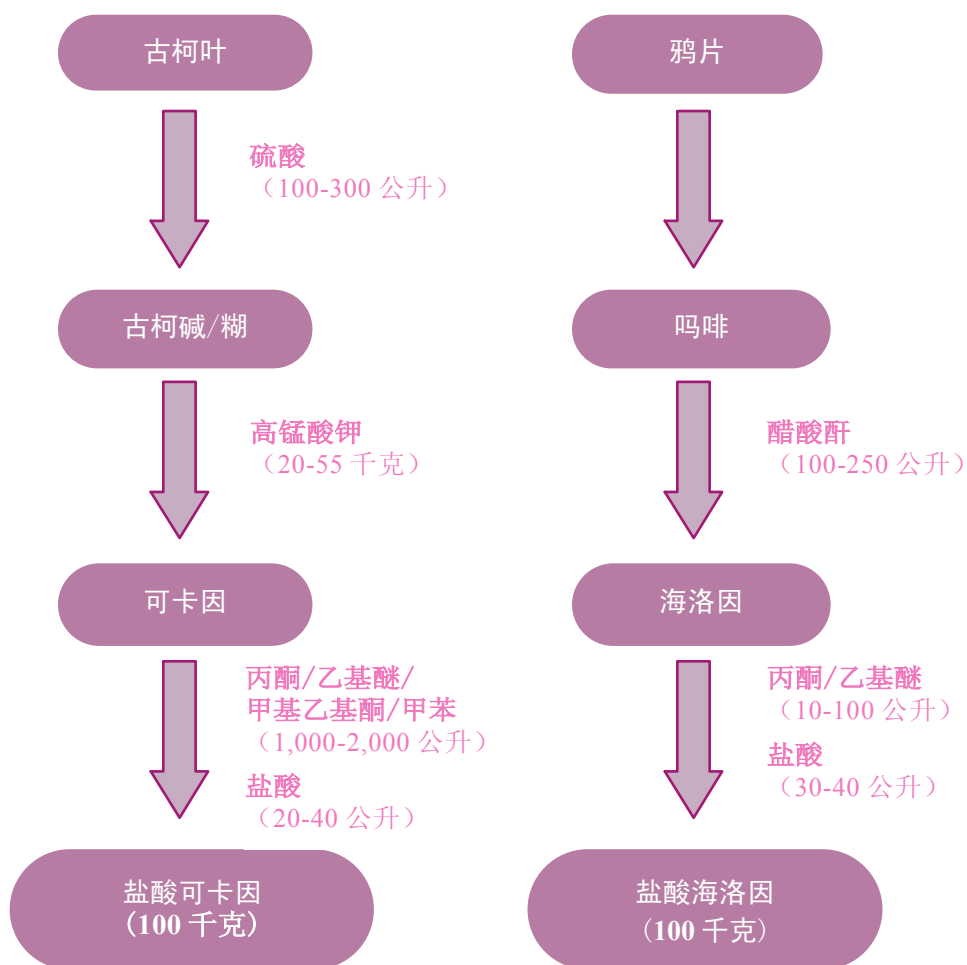 古柯叶
硫酸
（100-300 公升）
古柯碱/糊
高锰酸钾
（20-55 千克）
可卡因
丙酮/乙基醚/
甲基乙基酮/甲苯
（1,000-2,000 公升）
盐酸
（20-40 公升）
盐酸可卡因
(100 千克)
鸦片
吗啡
醋酸酐
（100-250 公升）
海洛因
丙酮/乙基醚
（10-100 公升）
盐酸
（30-40 公升）
盐酸海洛因
(100 千克)